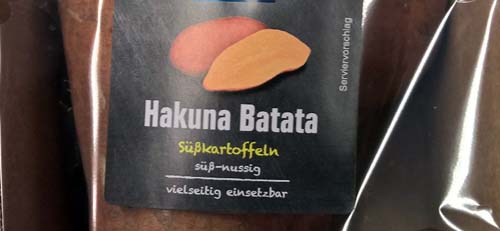 Hakuna Batata
Süßkartoffeln
süß-nussig
vielseitig einsetzbar
Serviervorschlag